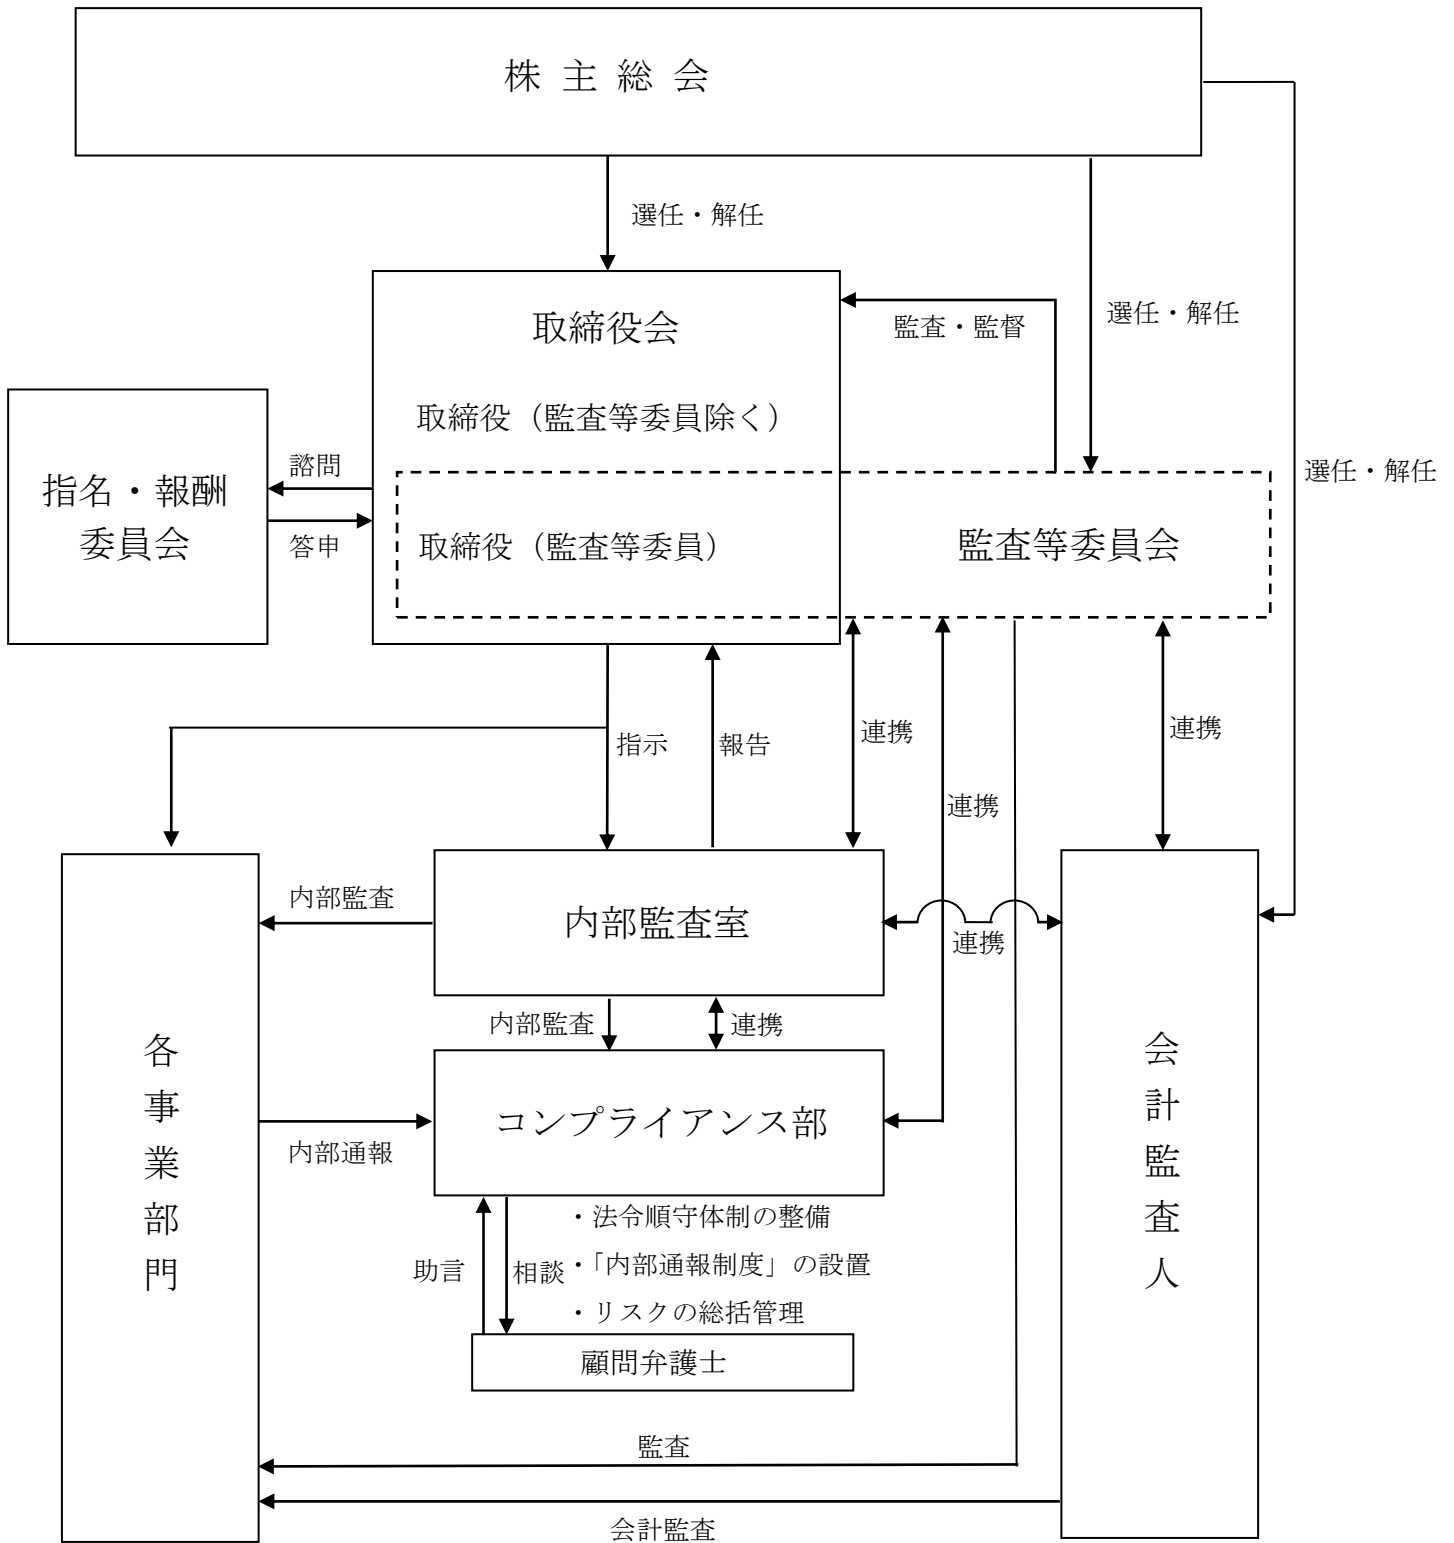 株 主 総 会
選任・解任
取締役会
監査・監督
選任・解任
取締役（監査等委員除く）
諮問
指名・報酬
委員会
答申
取締役（監査等委員）
監査等委員会
選任・解任
指示
報告
連携
連携
連携
内部監査
内部監査室
連携
内部監査
連携
各事業部門
コンプライアンス部
会計監査人
内部通報
・法令順守体制の整備
助言
相談
・「内部通報制度」の設置
・リスクの総括管理
顧問弁護士
監査
会計監査